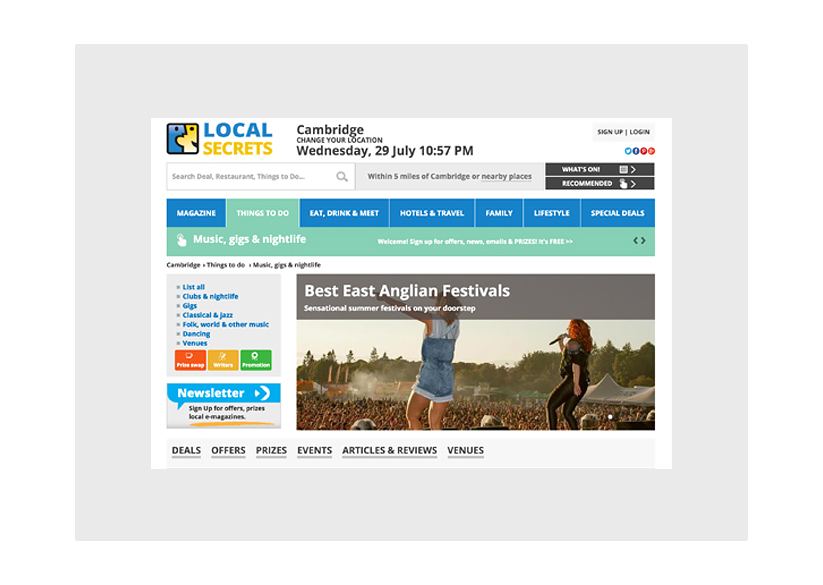 LOCAL
SECRETS
Cambridge
CHANGE YOUR LOCATION
Wednesday, 29 July 10:57 PM
SIGN UP | LOGIN
Search Deal, Restaurant, Things to Do...
Within 5 miles of Cambridge or nearby places
WHAT'S ON!
RECOMMENDED
MAGAZINE
THINGS TO DO
EAT, DRINK & MEET
HOTELS & TRAVEL
FAMILY
LIFESTYLE
SPECIAL DEALS
Music, gigs & nightlife
Welcome! Sign up for offers, news, emails & PRIZES! It's FREE >>
Cambridge › Things to do › Music, gigs & nightlife
List all
Clubs & nightlife
Gigs
Classical & jazz
Folk, world & other music
Dancing
Venues
Prize swap
Writers
Promotion
Best East Anglian Festivals
Sensational summer festivals on your doorstep
Newsletter
Sign Up for offers, prizes
local e-magazines.
DEALS OFFERS PRIZES EVENTS ARTICLES & REVIEWS VENUES